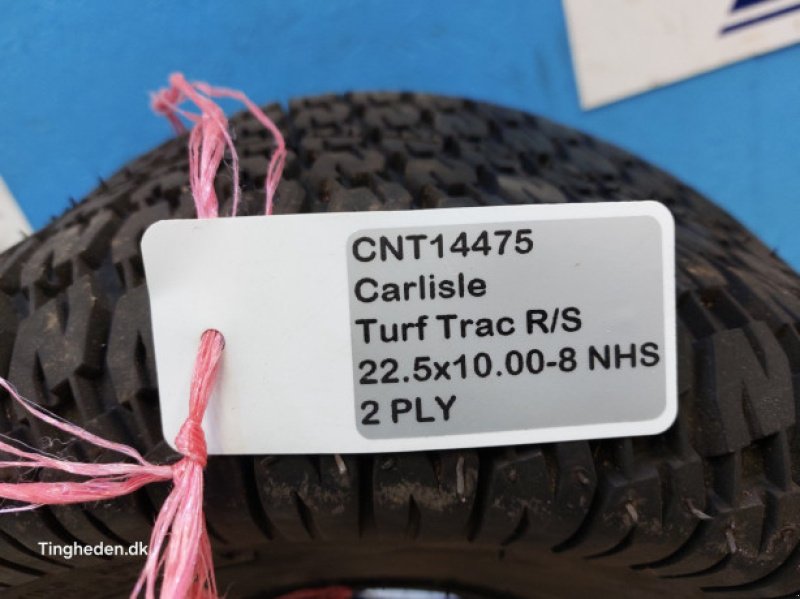 CNT14475
Carlisle
Turf Trac R/S
22.5x10.00-8 NHS
2 PLY
Tingheden.dk